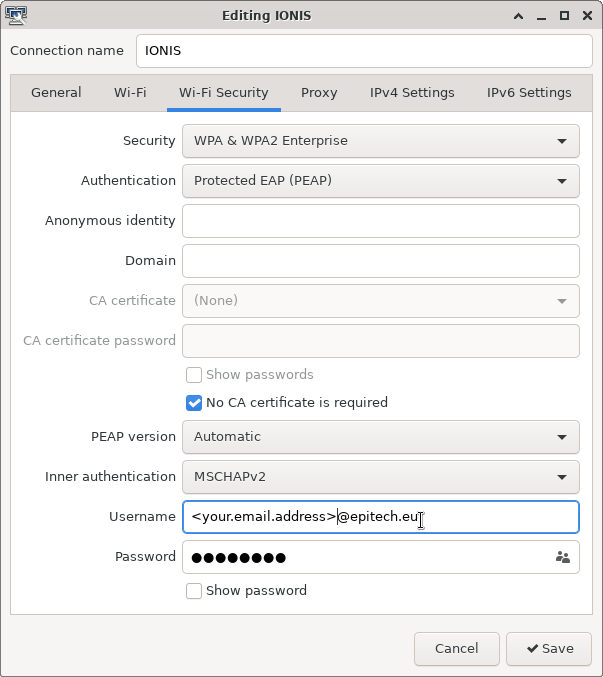 Editing IONIS
Connection name IONIS
General Wi-Fi Wi-Fi Security Proxy IPv4 Settings IPv6 Settings
Security WPA & WPA2 Enterprise
Authentication Protected EAP (PEAP)
Anonymous identity
Domain
CA certificate (None)
CA certificate password
Show passwords
No CA certificate is required
PEAP version Automatic
Inner authentication MSCHAPv2
Username <your.email.address>@epitech.eu
Password ●●●●●●●●
Show password
Cancel Save